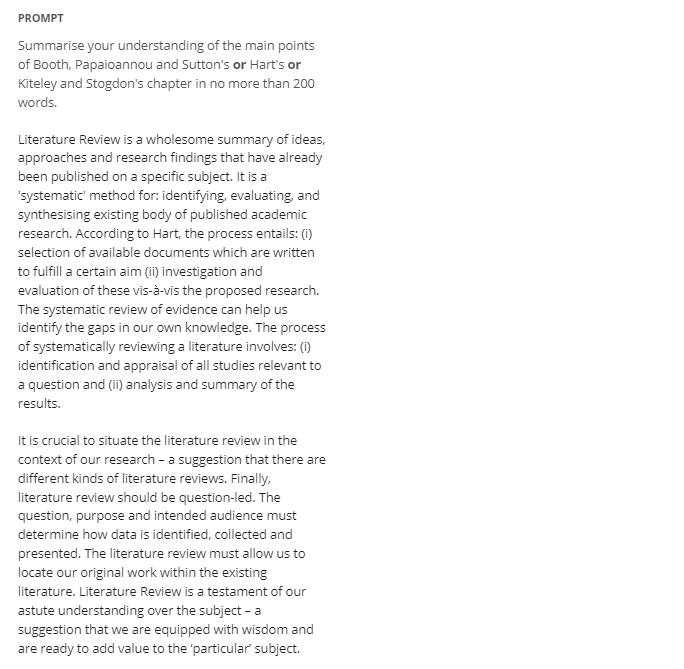 PROMPT
Summarise your understanding of the main points
of Booth, Papaioannou and Sutton's or Hart's or
Kiteley and Stogdon's chapter in no more than 200
words.
Literature Review is a wholesome summary of ideas,
approaches and research findings that have already
been published on a specific subject. It is a
'systematic' method for: identifying, evaluating, and
synthesising existing body of published academic
research. According to Hart, the process entails: (i)
selection of available documents which are written
to fulfill a certain aim (ii) investigation and
evaluation of these vis-à-vis the proposed research.
The systematic review of evidence can help us
identify the gaps in our own knowledge. The process
of systematically reviewing a literature involves: (i)
identification and appraisal of all studies relevant to
a question and (ii) analysis and summary of the
results.
It is crucial to situate the literature review in the
context of our research – a suggestion that there are
different kinds of literature reviews. Finally,
literature review should be question-led. The
question, purpose and intended audience must
determine how data is identified, collected and
presented. The literature review must allow us to
locate our original work within the existing
literature. Literature Review is a testament of our
astute understanding over the subject – a
suggestion that we are equipped with wisdom and
are ready to add value to the 'particular' subject.